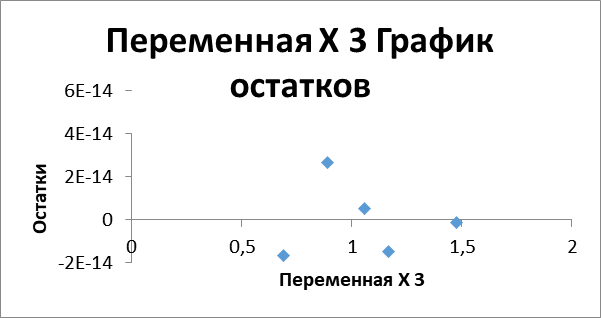 Переменная X 3 График
остатков
6E-14
4E-14
2E-14
0
-2E-14
0 0,5 1 1,5 2
Остатки
Переменная X 3